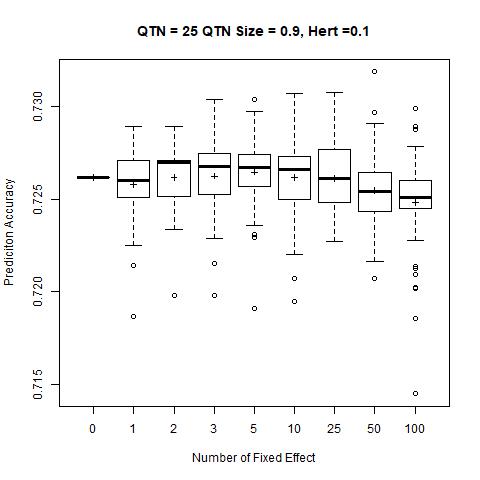 QTN = 25 QTN Size = 0.9, Hert =0.1
0.730
0.725
0.720
0.715
Prediciton Accuracy
0 1 2 3 5 10 25 50 100
Number of Fixed Effect